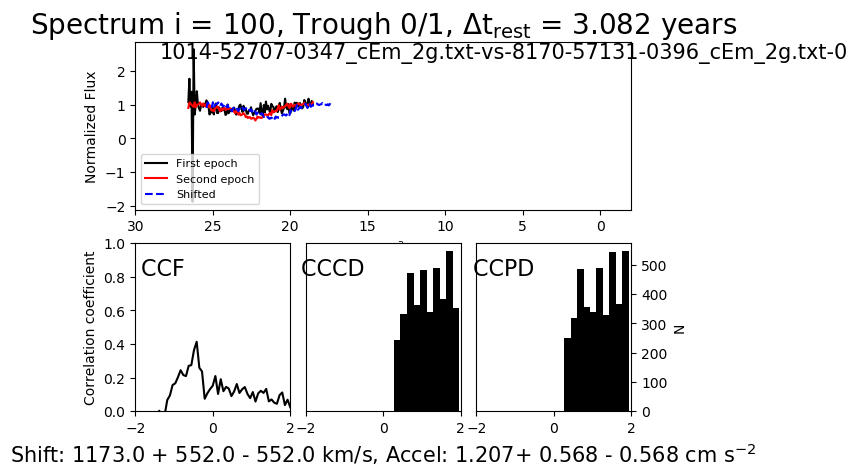 Spectrum i = 100, Trough 0/1, Δt_rest = 3.082 years
1014-52707-0347_cEm_2g.txt-vs-8170-57131-0396_cEm_2g.txt-0
Normalized Flux
2
1
0
−1
−2
First epoch
Second epoch
Shifted
30 25 20 15 10 5 0
Correlation coefficient
1.0
0.8
0.6
0.4
0.2
0.0
CCF
CCCD
CCPD
500
400
300
200
100
0
N
−2 0 2
−2 0 2
−2 0 2
Shift: 1173.0 + 552.0 - 552.0 km/s, Accel: 1.207+ 0.568 - 0.568 cm s⁻²